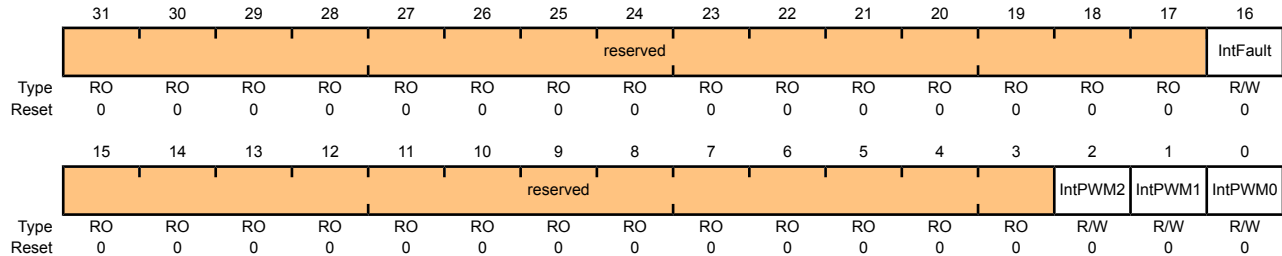 31 30 29 28 27 26 25 24 23 22 21 20 19 18 17 16
reserved IntFault
Type RO RO RO RO RO RO RO RO RO RO RO RO RO RO RO R/W
Reset 0 0 0 0 0 0 0 0 0 0 0 0 0 0 0 0
15 14 13 12 11 10 9 8 7 6 5 4 3 2 1 0
reserved IntPWM2 IntPWM1 IntPWM0
Type RO RO RO RO RO RO RO RO RO RO RO RO RO R/W R/W R/W
Reset 0 0 0 0 0 0 0 0 0 0 0 0 0 0 0 0